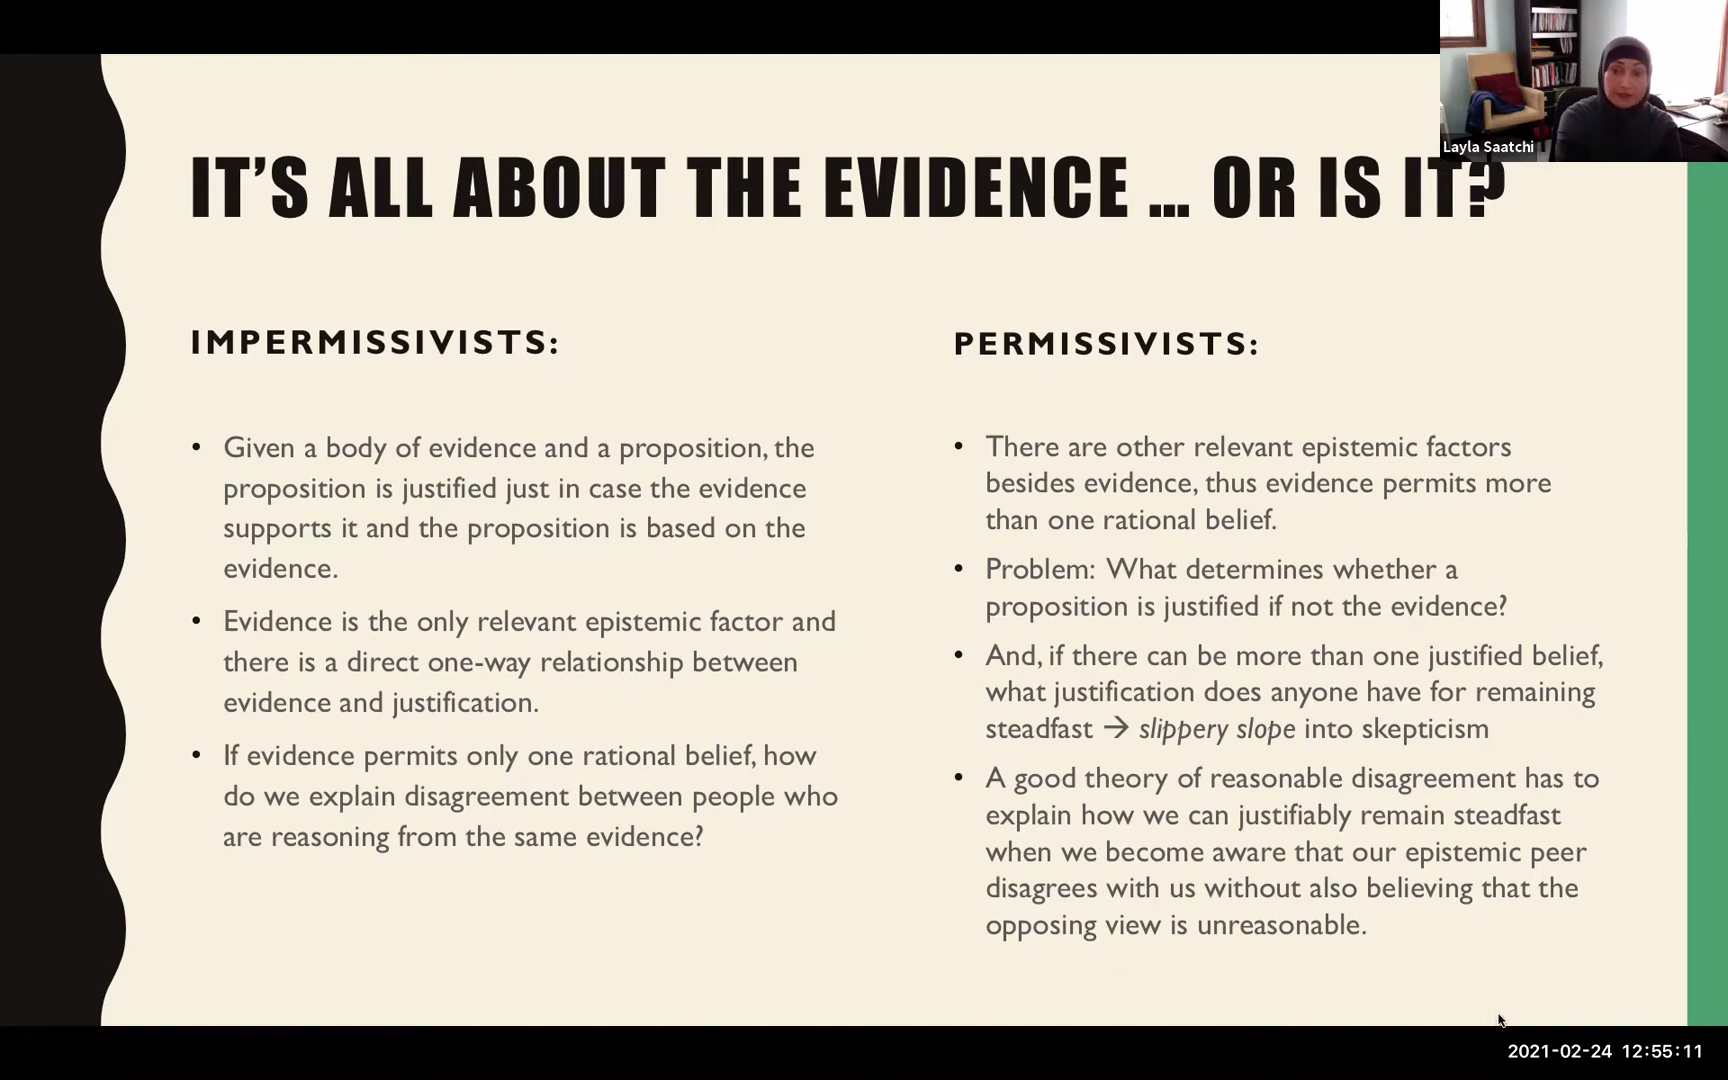 Layla Saatchi
IT’S ALL ABOUT THE EVIDENCE ... OR IS IT?
IMPERMISSIVISTS:
• Given a body of evidence and a proposition, the
proposition is justified just in case the evidence
supports it and the proposition is based on the
evidence.
• Evidence is the only relevant epistemic factor and
there is a direct one-way relationship between
evidence and justification.
• If evidence permits only one rational belief, how
do we explain disagreement between people who
are reasoning from the same evidence?
PERMISSIVISTS:
• There are other relevant epistemic factors
besides evidence, thus evidence permits more
than one rational belief.
• Problem: What determines whether a
proposition is justified if not the evidence?
• And, if there can be more than one justified belief,
what justification does anyone have for remaining
steadfast → slippery slope into skepticism
• A good theory of reasonable disagreement has to
explain how we can justifiably remain steadfast
when we become aware that our epistemic peer
disagrees with us without also believing that the
opposing view is unreasonable.
2021-02-24 12:55:11